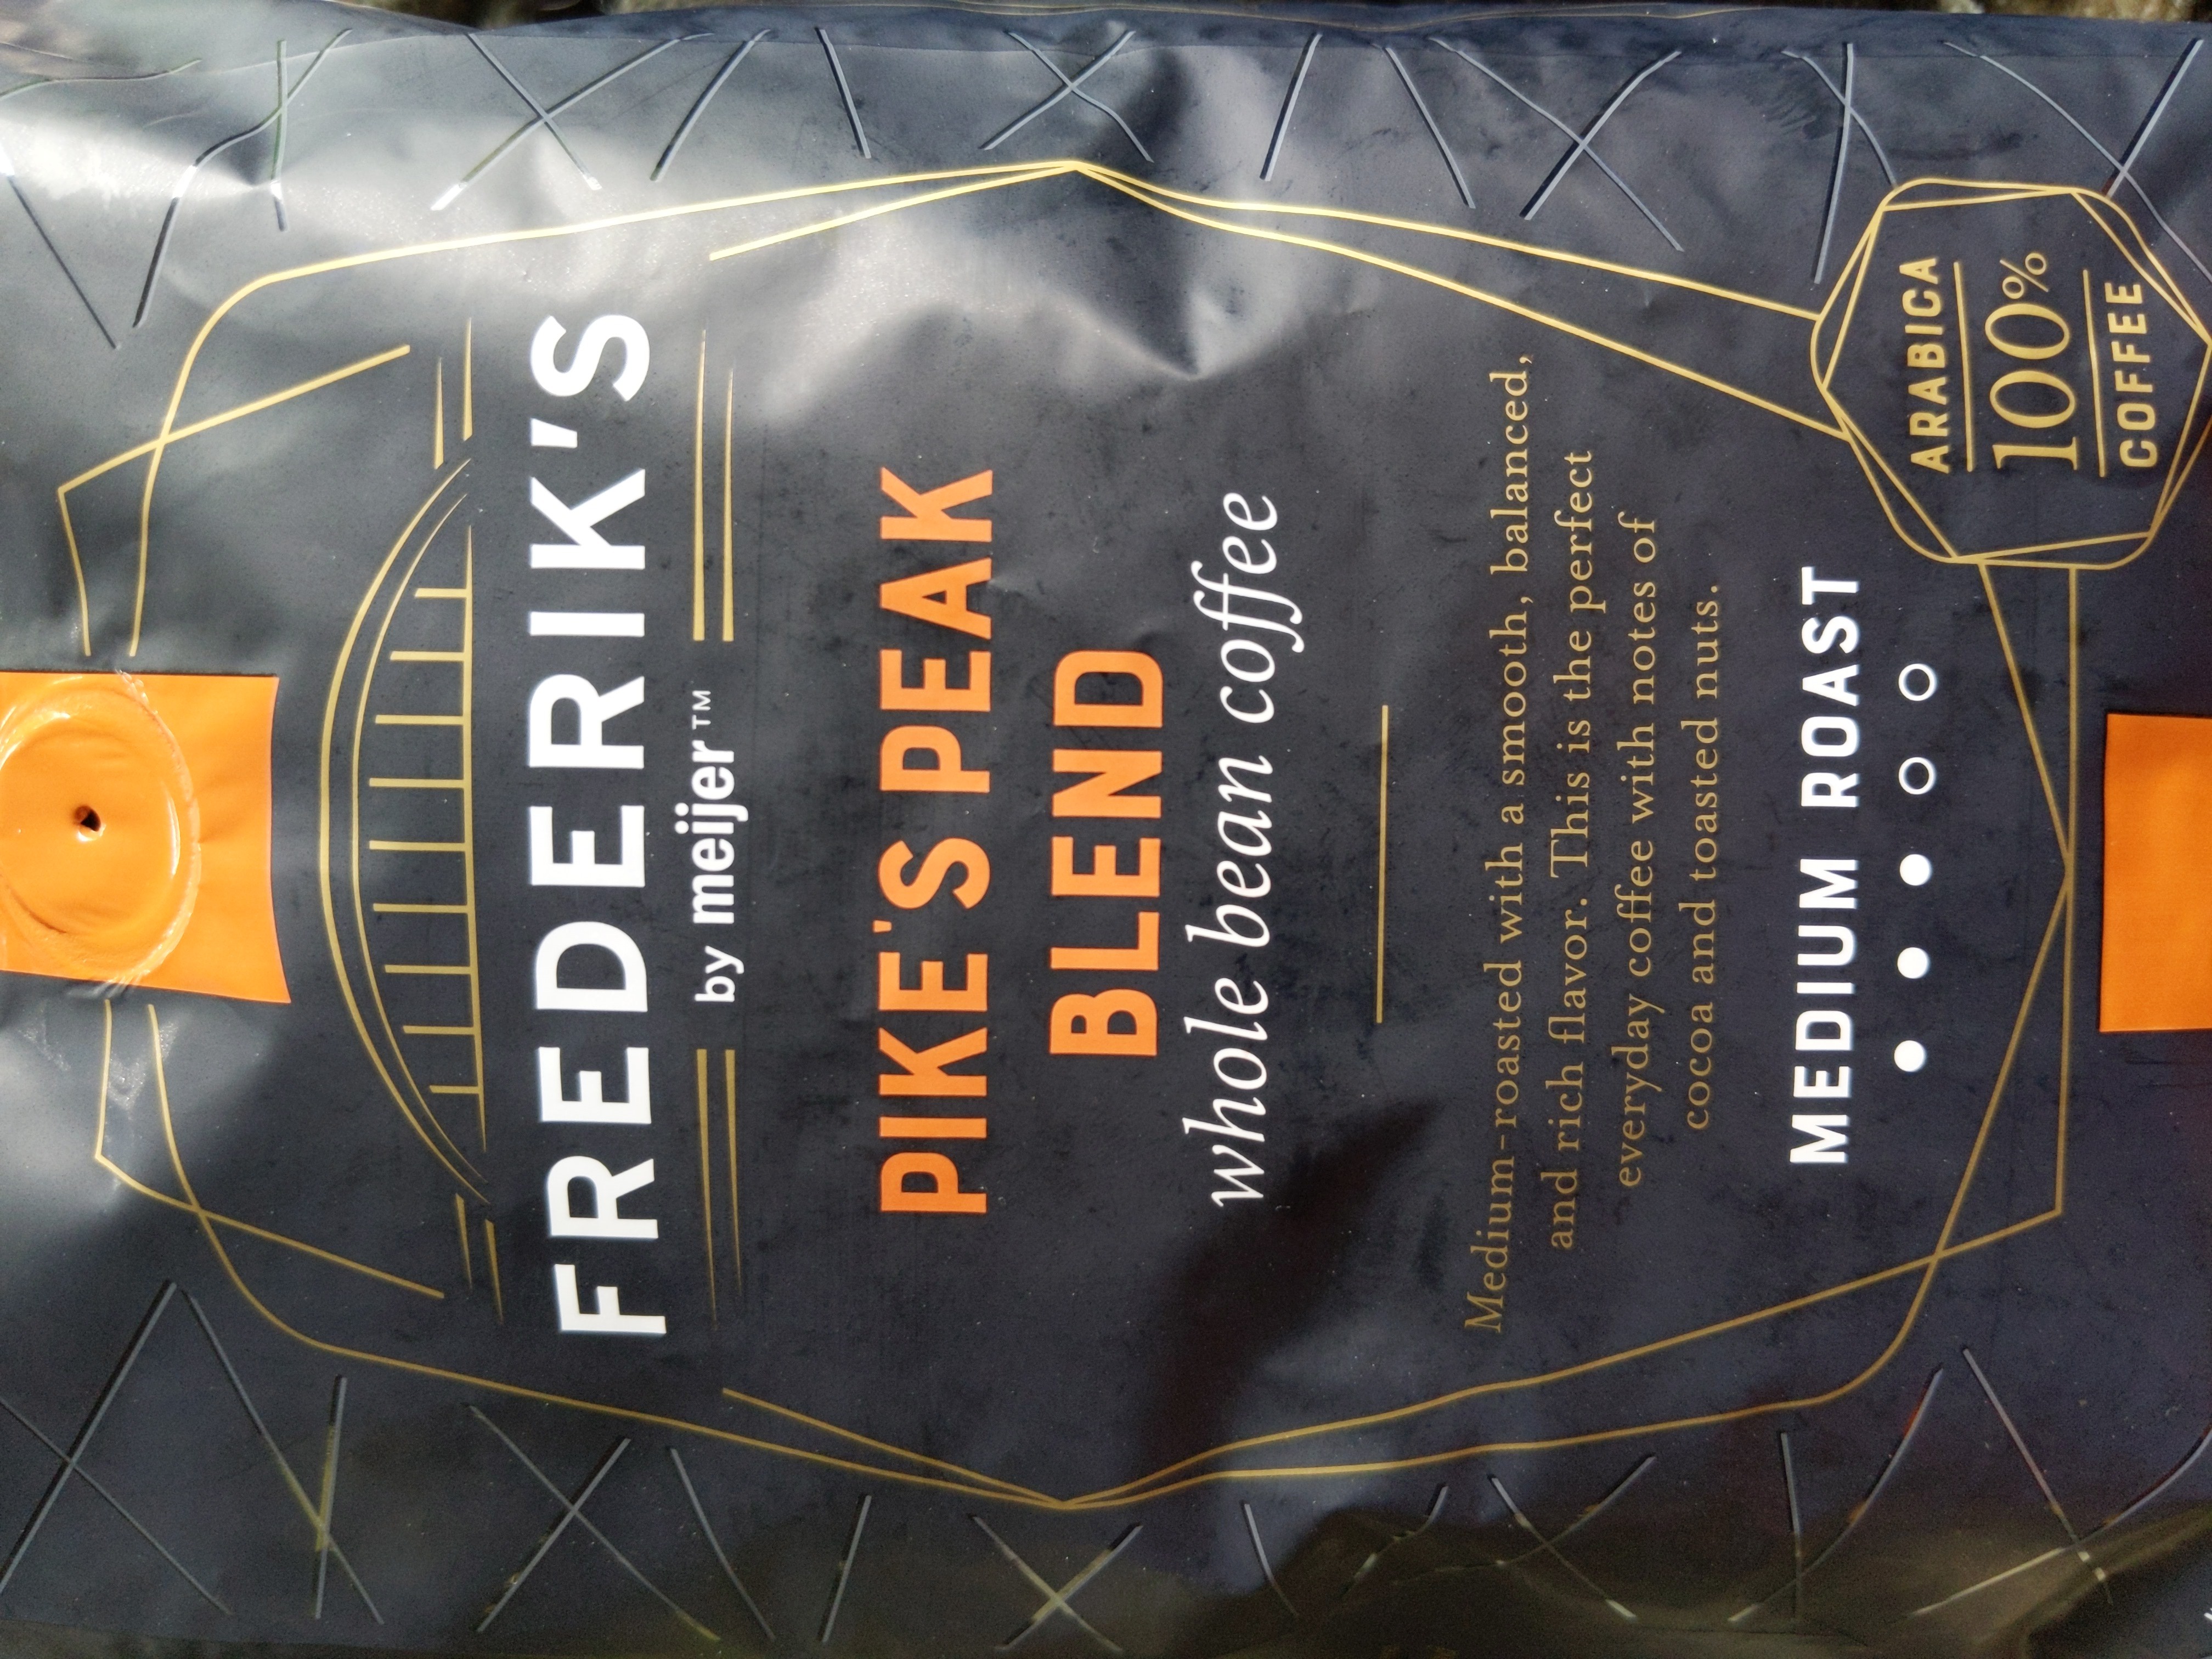 FREDERIK'S
by meijer™
PIKE'S PEAK
BLEND
whole bean coffee
Medium-roasted with a smooth, balanced,
and rich flavor. This is the perfect
everyday coffee with notes of
cocoa and toasted nuts.
MEDIUM ROAST
ARABICA
100%
COFFEE